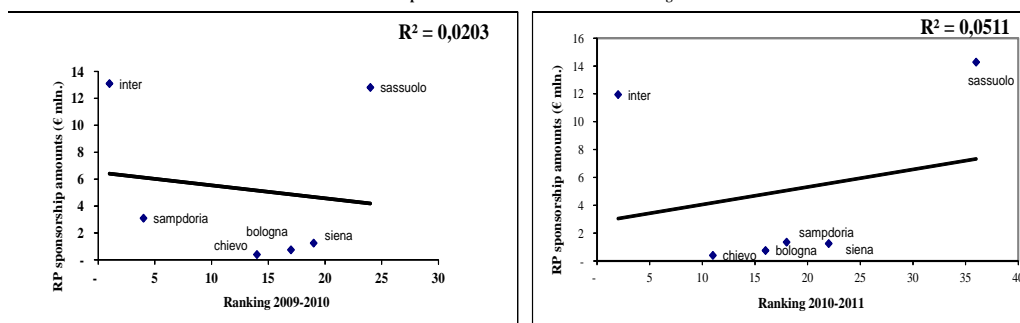 R² = 0,0203
RP sponsorship amounts (€ mln.)
14
12
10
8
6
4
2
-
inter
sassuolo
sampdoria
bologna
siena
chievo
-
5
10
15
20
25
30
Ranking 2009-2010
R² = 0,0511
RP sponsorship amounts (€ mln.)
16
14
12
10
8
6
4
2
-
inter
sassuolo
sampdoria
chievo
bologna
siena
-
5
10
15
20
25
30
35
40
Ranking 2010-2011